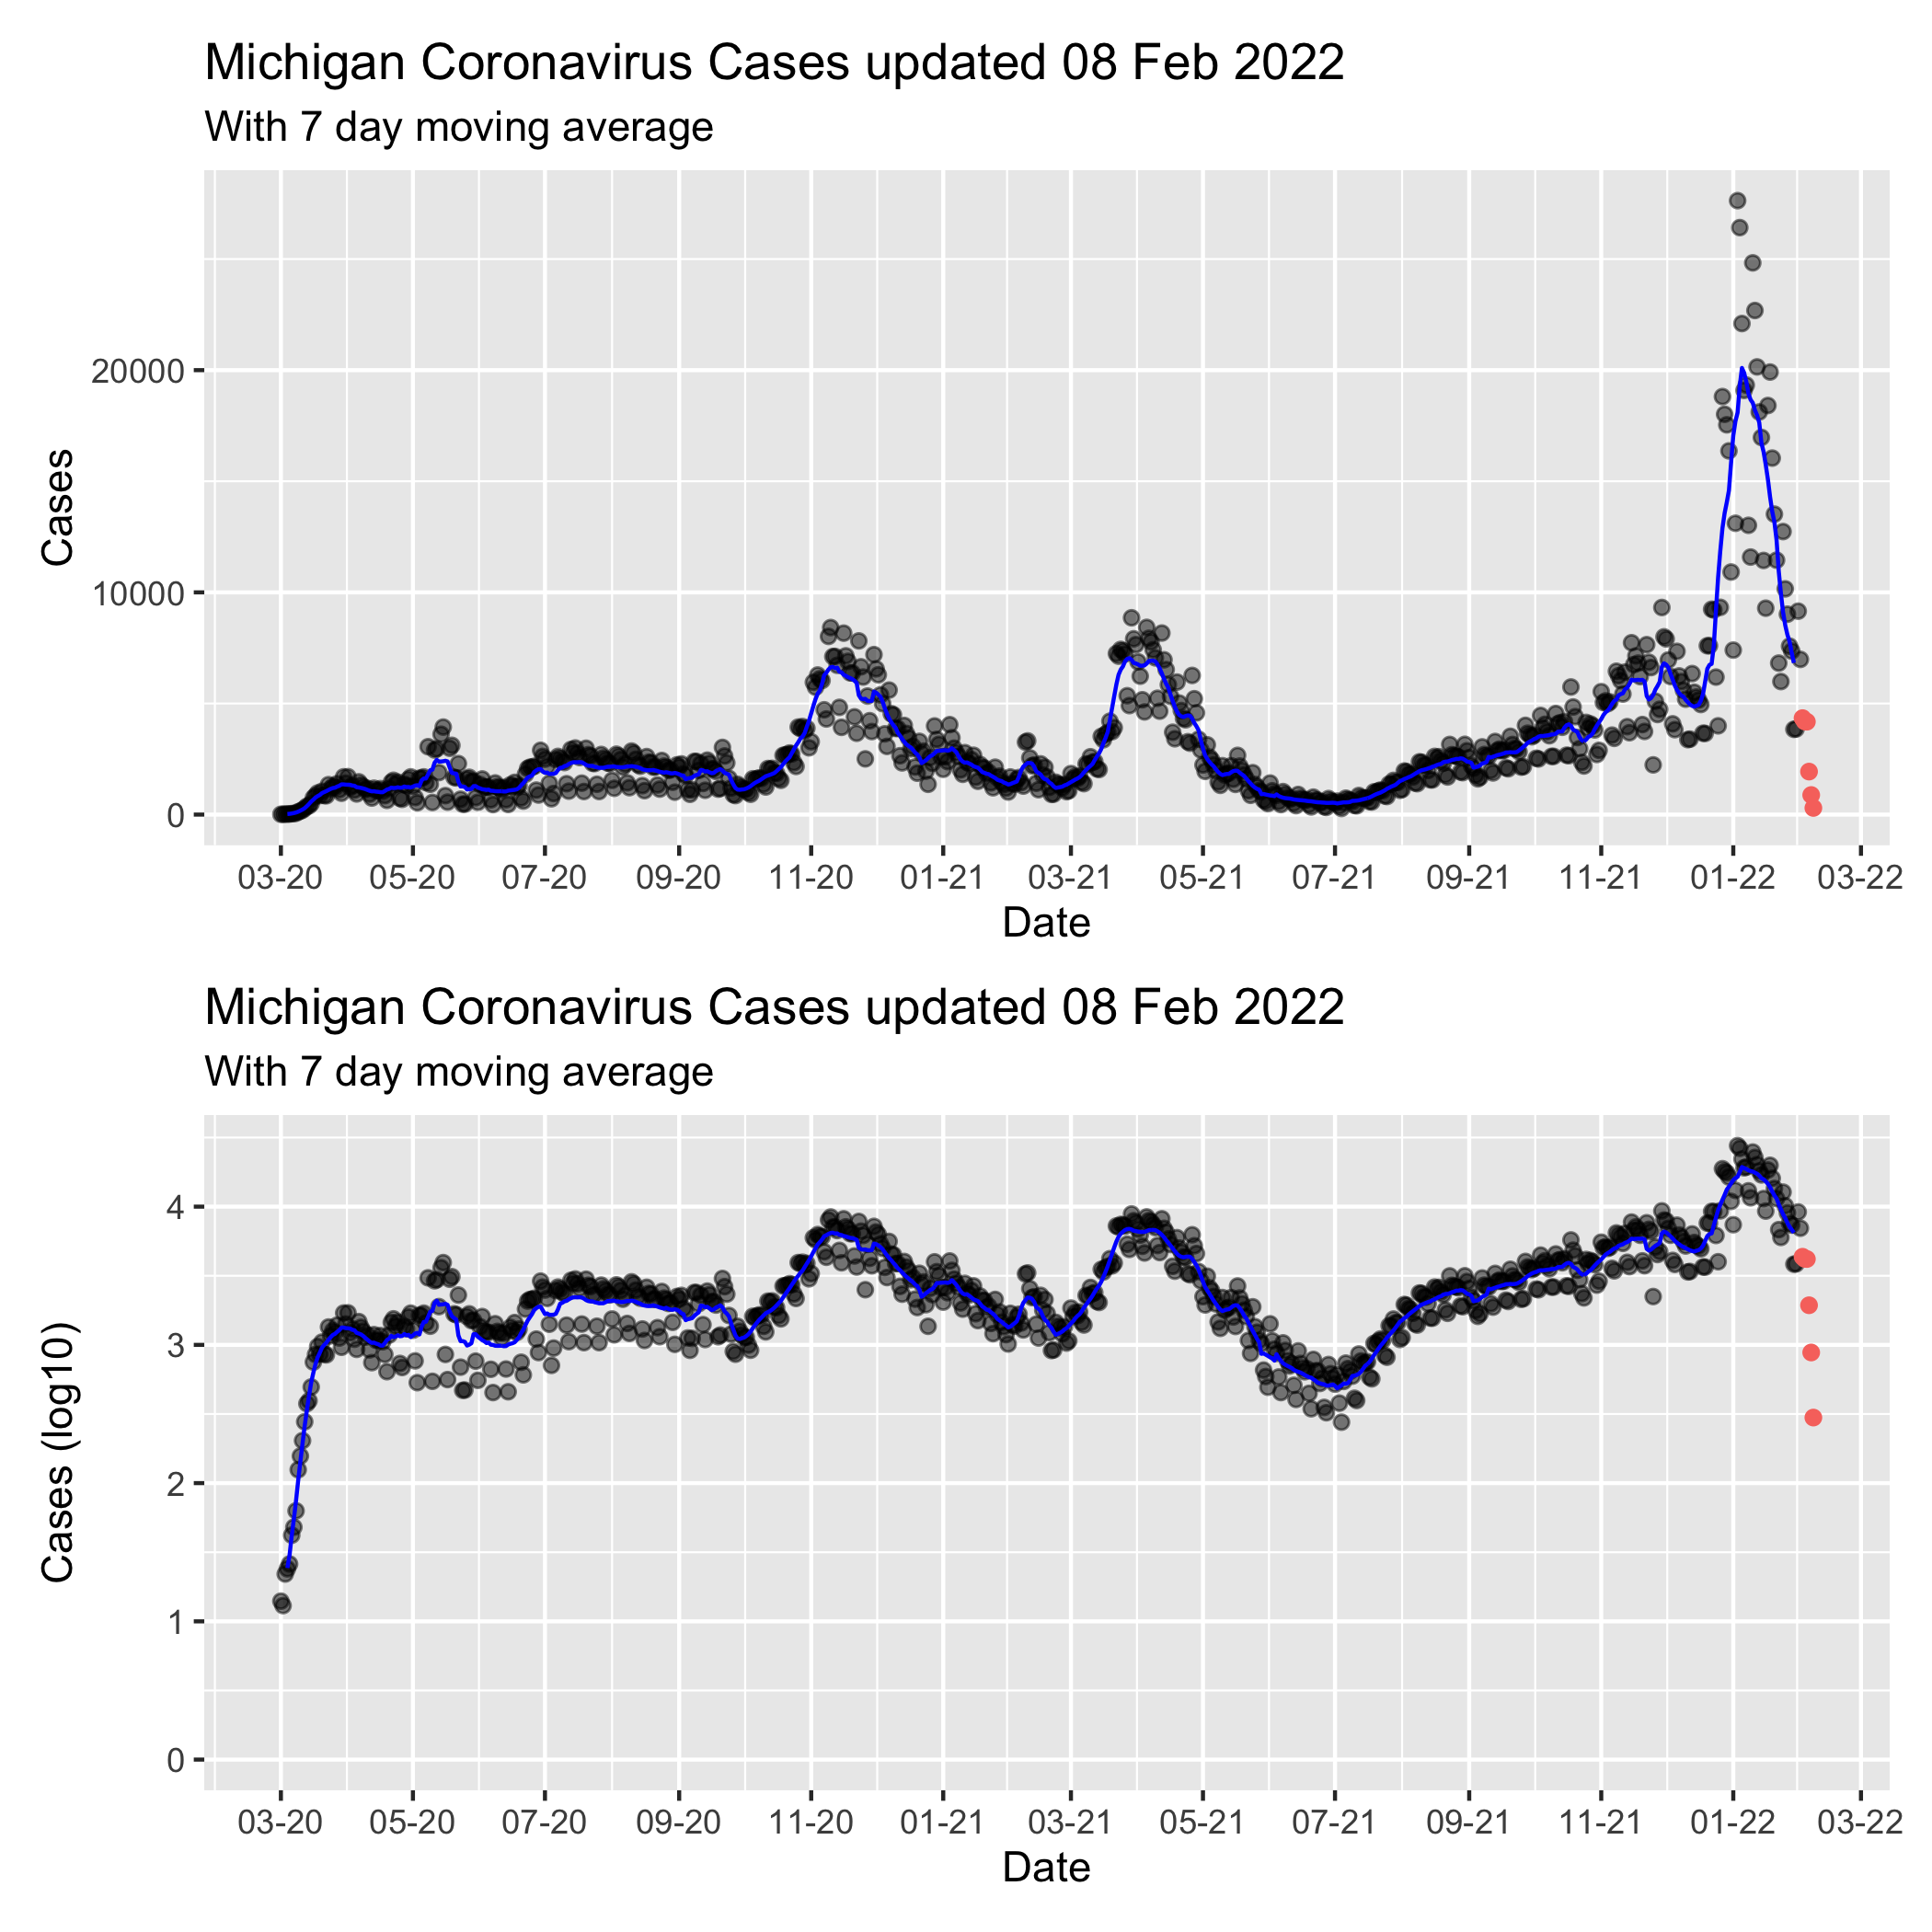 Michigan Coronavirus Cases updated 08 Feb 2022
With 7 day moving average
Cases
20000
10000
0
03-20 05-20 07-20 09-20 11-20 01-21 03-21 05-21 07-21 09-21 11-21 01-22 03-22
Date
Michigan Coronavirus Cases updated 08 Feb 2022
With 7 day moving average
Cases (log10)
4
3
2
1
0
03-20 05-20 07-20 09-20 11-20 01-21 03-21 05-21 07-21 09-21 11-21 01-22 03-22
Date